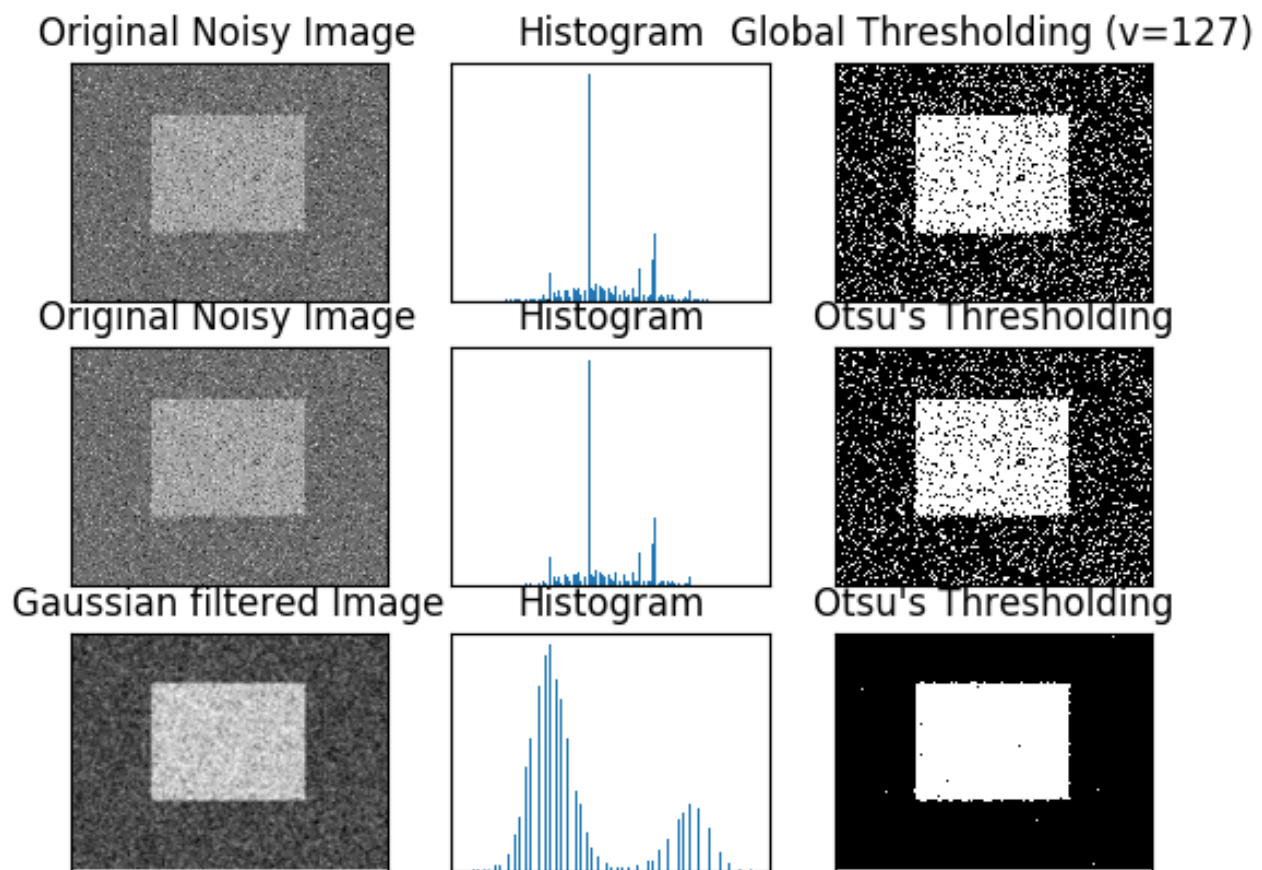 Original Noisy Image Histogram Global Thresholding (v=127)
Original Noisy Image Histogram Otsu's Thresholding
Gaussian filtered Image Histogram Otsu's Thresholding